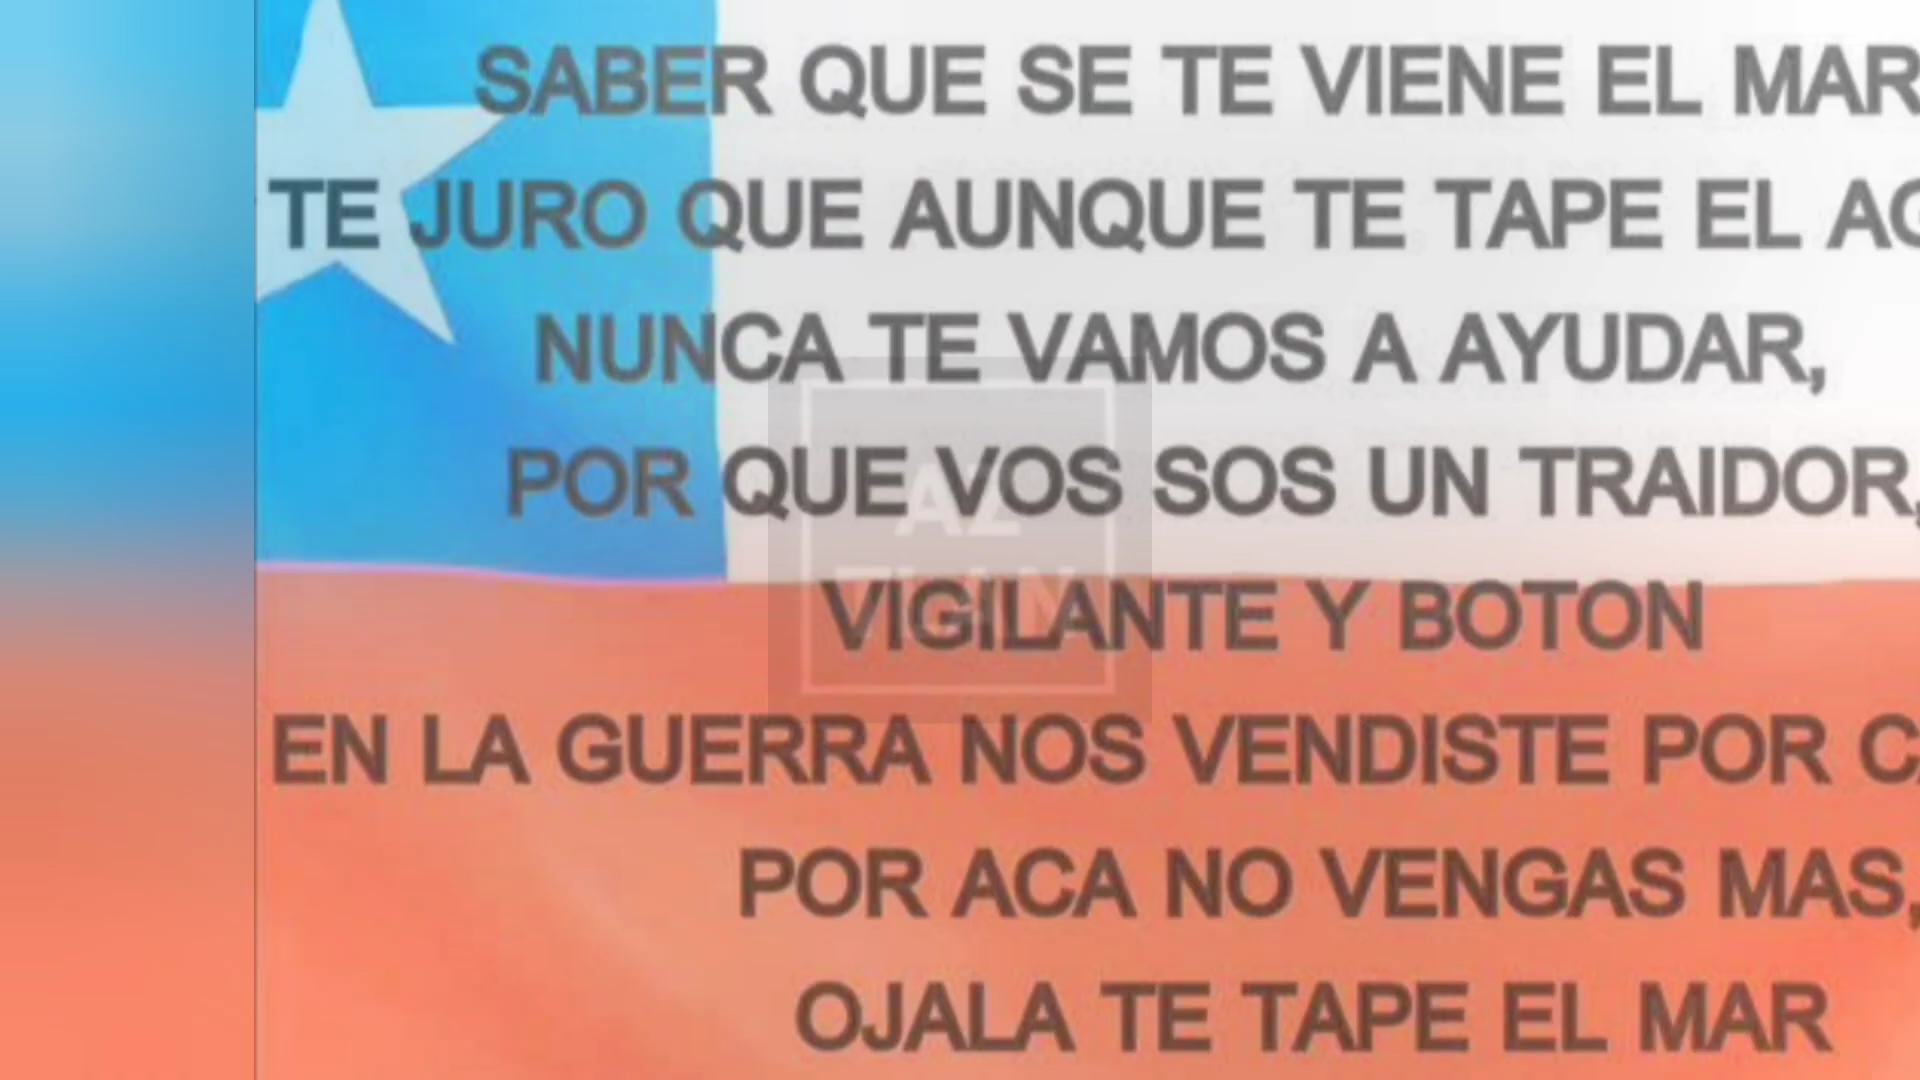 SABER QUE SE TE VIENE EL MAR
TE JURO QUE AUNQUE TE TAPE EL
NUNCA TE VAMOS A AYUDAR,
POR QUE VOS SOS UN TRAIDOR,
VIGILANTE Y BOTON
EN LA GUERRA NOS VENDISTE POR
POR ACA NO VENGAS MAS,
OJALA TE TAPE EL MAR
AZ
TLAN